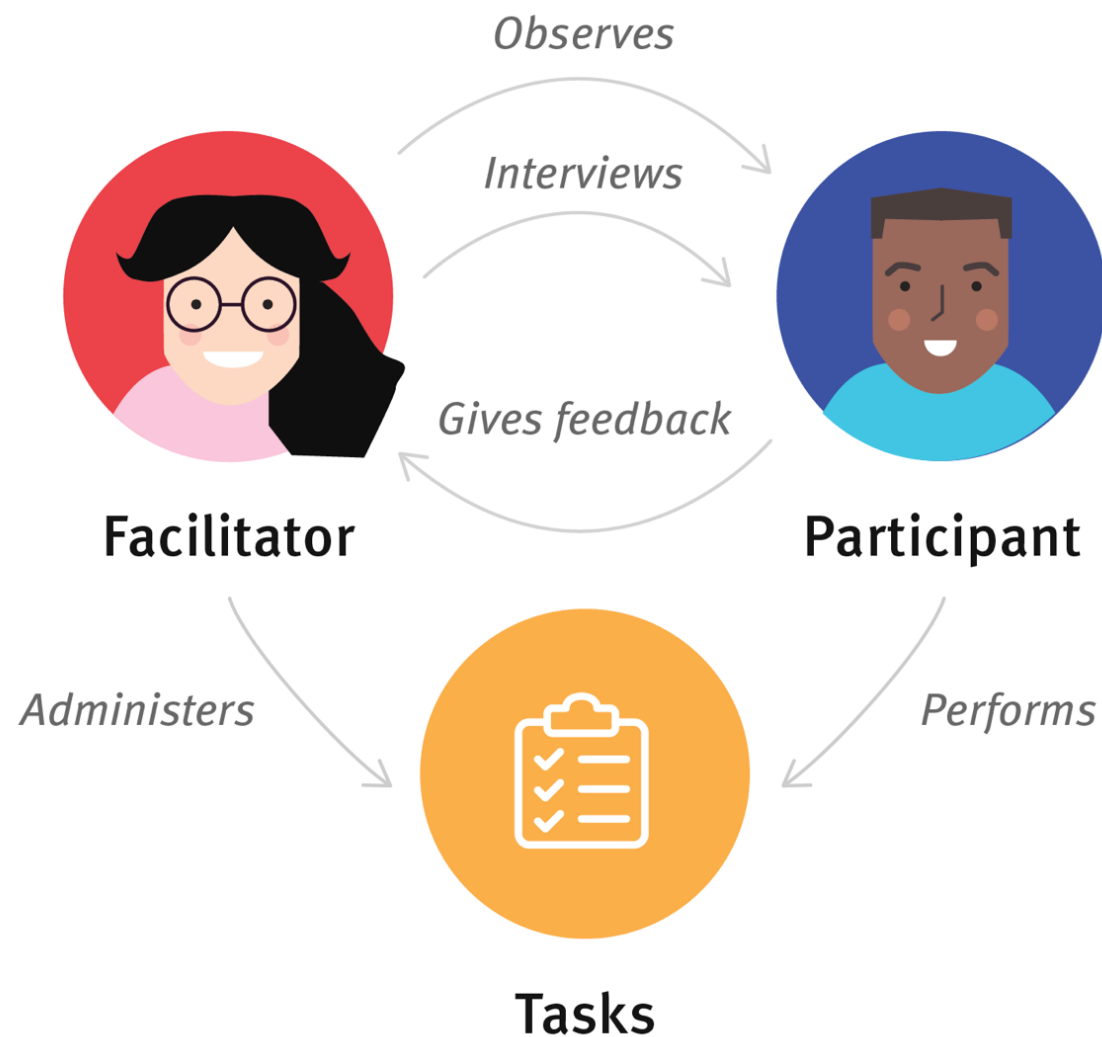 Observes
Interviews
Gives feedback
Facilitator
Participant
Administers
Performs
Tasks